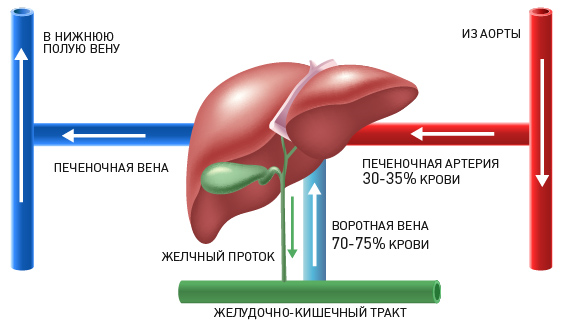 В НИЖНЮЮ
ПОЛУЮ ВЕНУ
ИЗ АОРТЫ
ПЕЧЕНОЧНАЯ ВЕНА
ПЕЧЕНОЧНАЯ АРТЕРИЯ
30-35% КРОВИ
ВОРОТНАЯ ВЕНА
70-75% КРОВИ
ЖЕЛЧНЫЙ ПРОТОК
ЖЕЛУДОЧНО-КИШЕЧНЫЙ ТРАКТ